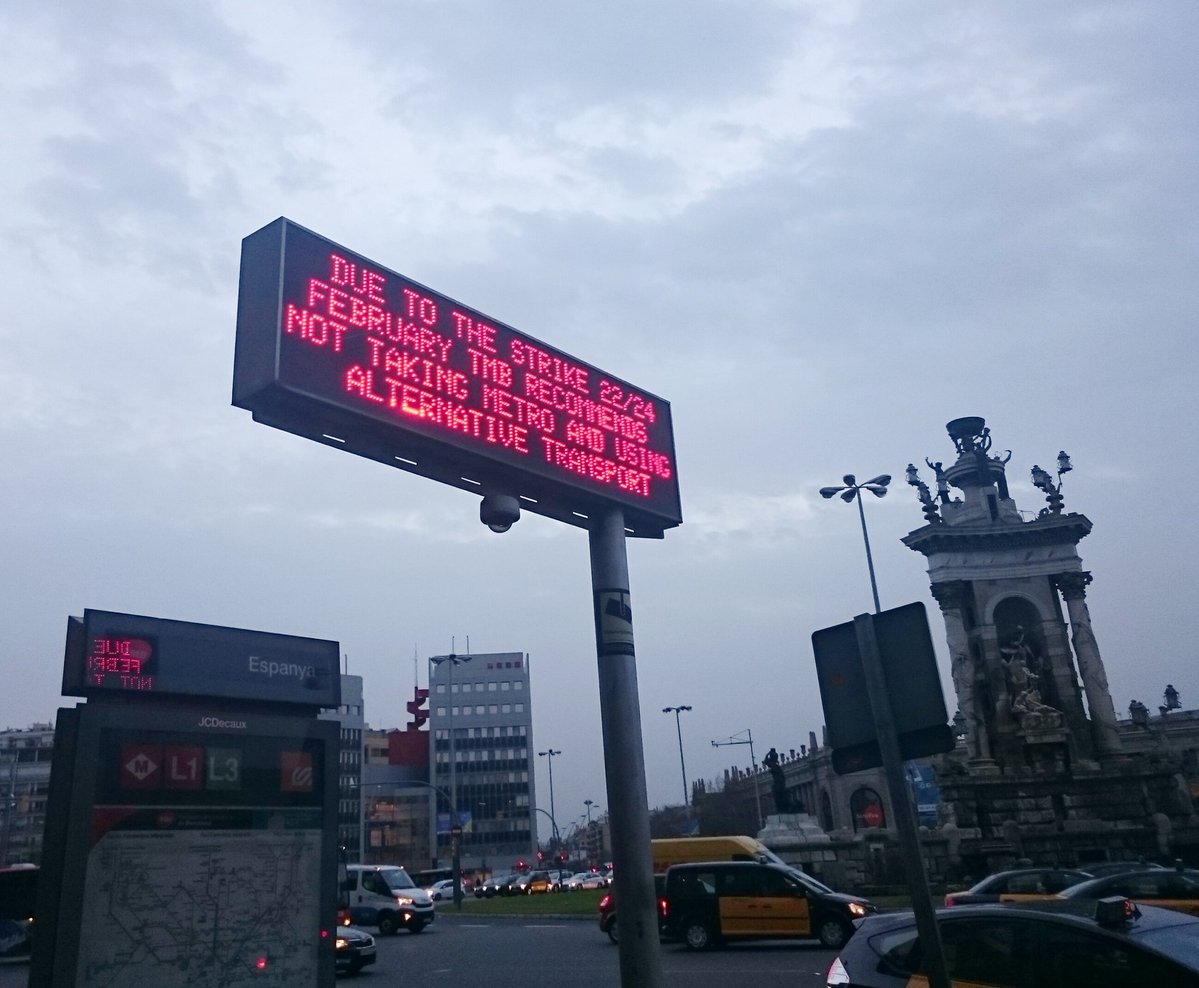 DUE TO THE STRIKE 22/24
FEBRUARY TMB RECOMMENDS
NOT TAKING METRO AND USING
ALTERNATIVE TRANSPORT
Espanya
JCDecaux
M L1 L3